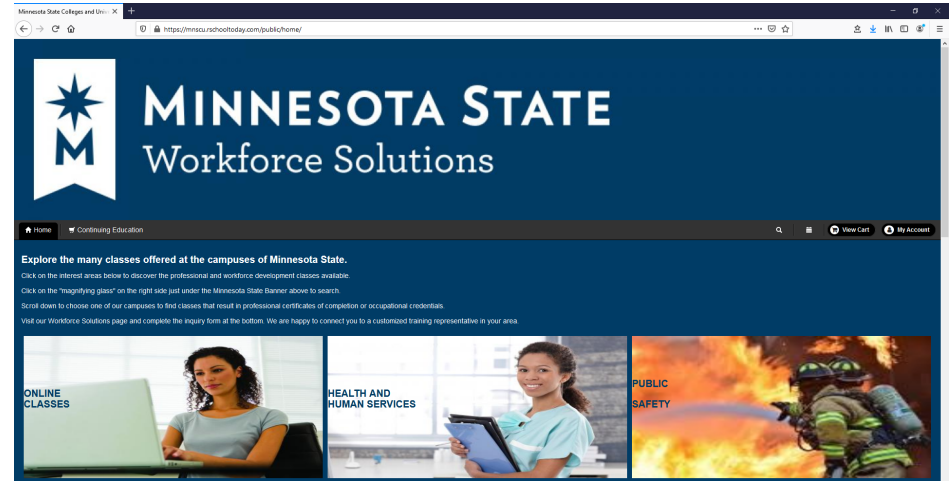 Minnesota State Colleges and Unive
https://mnscu.rschooltoday.com/public/home/
M
MINNESOTA STATE
Workforce Solutions
Home
Continuing Education
View Cart
My Account
Explore the many classes offered at the campuses of Minnesota State.
Click on the interest areas below to discover the professional and workforce development classes available.
Click on the "magnifying glass" on the right side just under the Minnesota State Banner above to search.
Scroll down to choose one of our campuses to find classes that result in professional certificates of completion or occupational credentials.
Visit our Workforce Solutions page and complete the inquiry form at the bottom. We are happy to connect you to a customized training representative in your area.
ONLINE
CLASSES
HEALTH AND
HUMAN SERVICES
PUBLIC
SAFETY